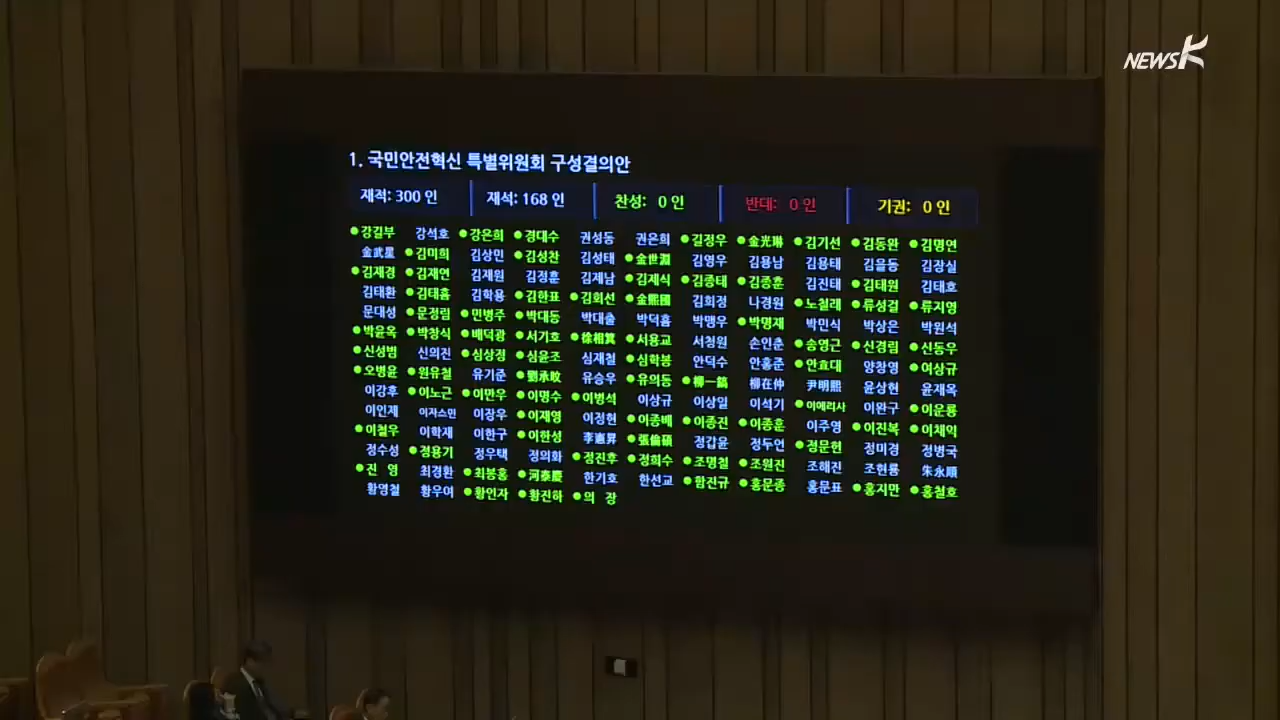 NEWSK
1. 국민안전혁신 특별위원회 구성결의안
재적: 300 인 재석: 168 인 찬성: 0 인 반대: 0 인 기권: 0 인
강길부 강석호 강은희 경대수 권성동 권은희 길정우 金光琳 김기선 김동완 김명연
金武星 김미희 김상민 김성찬 김성태 金世淵 김영우 김용남 김용태 김을동 김장실
김재경 김재연 김재원 김정훈 김제남 김제식 김종태 김종훈 김진태 김태원 김태호
김태환 김태흠 김학용 김한표 김회선 金熙國 김희정 나경원 노철래 류성걸 류지영
문대성 문정림 민병주 박대동 박대출 박덕흠 박맹우 박명재 박민식 박상은 박원석
박윤옥 박창식 배덕광 서기호 徐相箕 서용교 서청원 손인춘 송영근 신경림 신동우
신성범 신의진 심상정 심윤조 심재철 심학봉 안덕수 안홍준 안효대 양창영 여상규
오병윤 원유철 유기준 劉承旼 유승우 유의동 柳一鎬 柳在仲 尹明熙 윤상현 윤재옥
이강후 이노근 이만우 이명수 이병석 이상규 이상일 이석기 이에리사 이완구 이운룡
이인제 이자스민 이장우 이재영 이정현 이종배 이종진 이종훈 이주영 이진복 이채익
이철우 이학재 이한구 이한성 李憲昇 張倫碩 정갑윤 정두언 정문헌 정미경 정병국
정수성 정용기 정우택 정의화 정진후 정희수 조명철 조원진 조해진 조현룡 朱永順
진 영 최경환 최봉홍 河泰慶 한기호 한선교 함진규 홍문종 홍문표 홍지만 홍철호
황영철 황우여 황인자 황진하 의 장